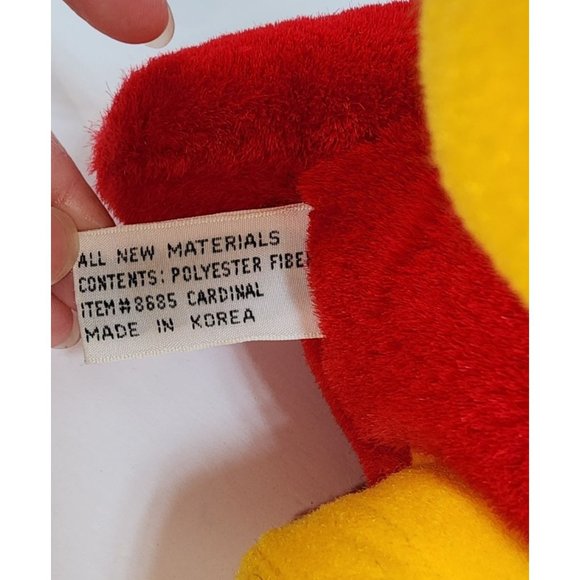 ALL NEW MATERIALS
CONTENTS: POLYESTER FIBE
ITEM#8685 CARDINAL
MADE IN KOREA